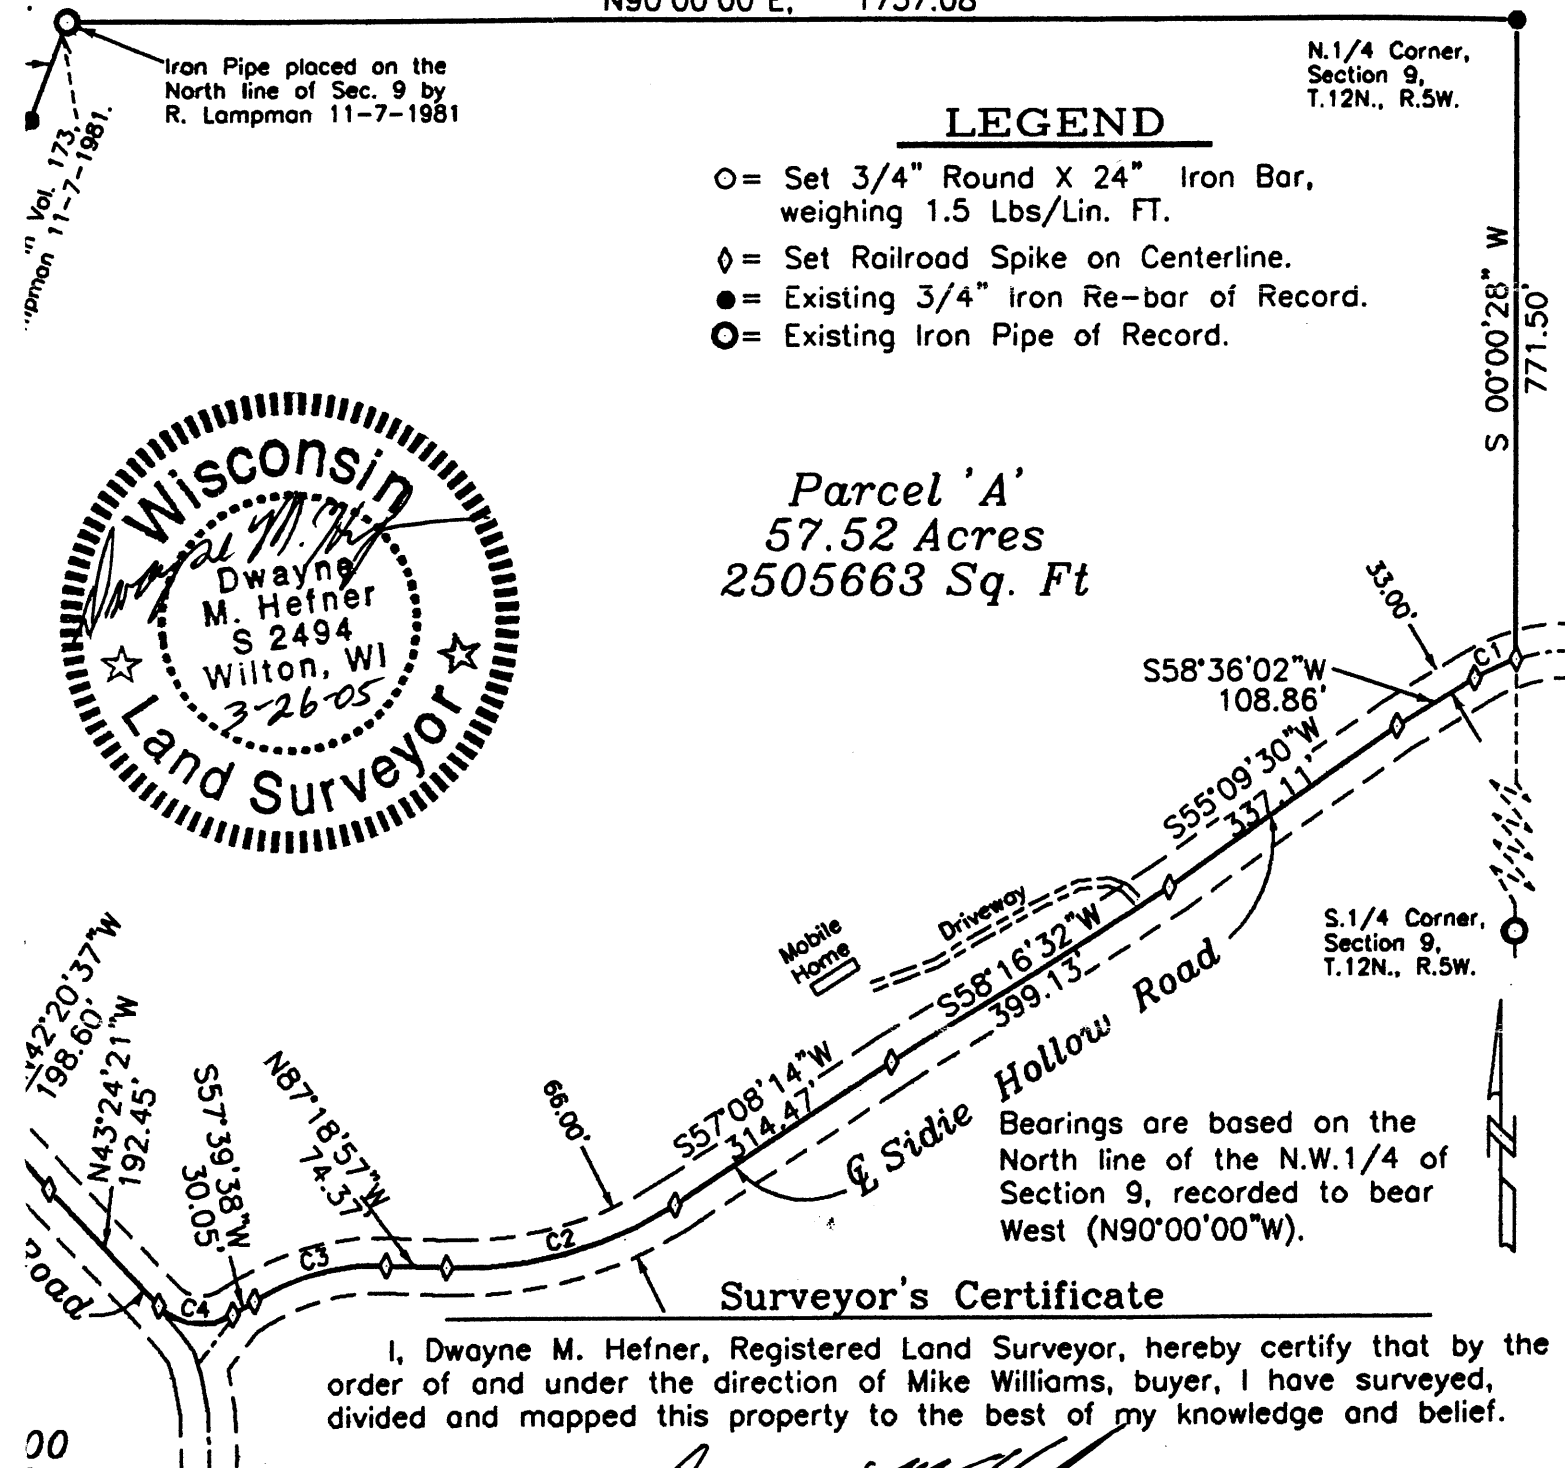 N90°00'00"E, 1737.08'
Iron Pipe placed on the
North line of Sec. 9 by
R. Lampman 11-7-1981
N.1/4 Corner,
Section 9,
T.12N., R.5W.
Vol. 173,
11-7-1981.
LEGEND
= Set 3/4" Round X 24" Iron Bar,
weighing 1.5 Lbs/Lin. FT.
= Set Railroad Spike on Centerline.
= Existing 3/4" Iron Re-bar of Record.
= Existing Iron Pipe of Record.
S 00°00'28" W
771.50'
Wisconsin
Dwayne
M. Hefner
S 2494
Wilton, WI
3-26-05
Land Surveyor
Parcel 'A'
57.52 Acres
2505663 Sq. Ft
33.00'
C1
S58°36'02"W
108.86'
S55°09'30"W
337.11'
Driveway
Mobile
Home
S58°16'32"W
399.13'
S.1/4 Corner,
Section 9,
T.12N., R.5W.
℄ Sidie Hollow Road
S57°08'14"W
314.47'
66.00'
N42°20'37"W
198.60'
N43°24'21"W
192.45'
S57°39'38"W
30.05'
N87°18'57"W
74.37'
C2
C3
C4
Road
Bearings are based on the
North line of the N.W.1/4 of
Section 9, recorded to bear
West (N90°00'00"W).
Surveyor's Certificate
I, Dwayne M. Hefner, Registered Land Surveyor, hereby certify that by the
order of and under the direction of Mike Williams, buyer, I have surveyed,
divided and mapped this property to the best of my knowledge and belief.
00